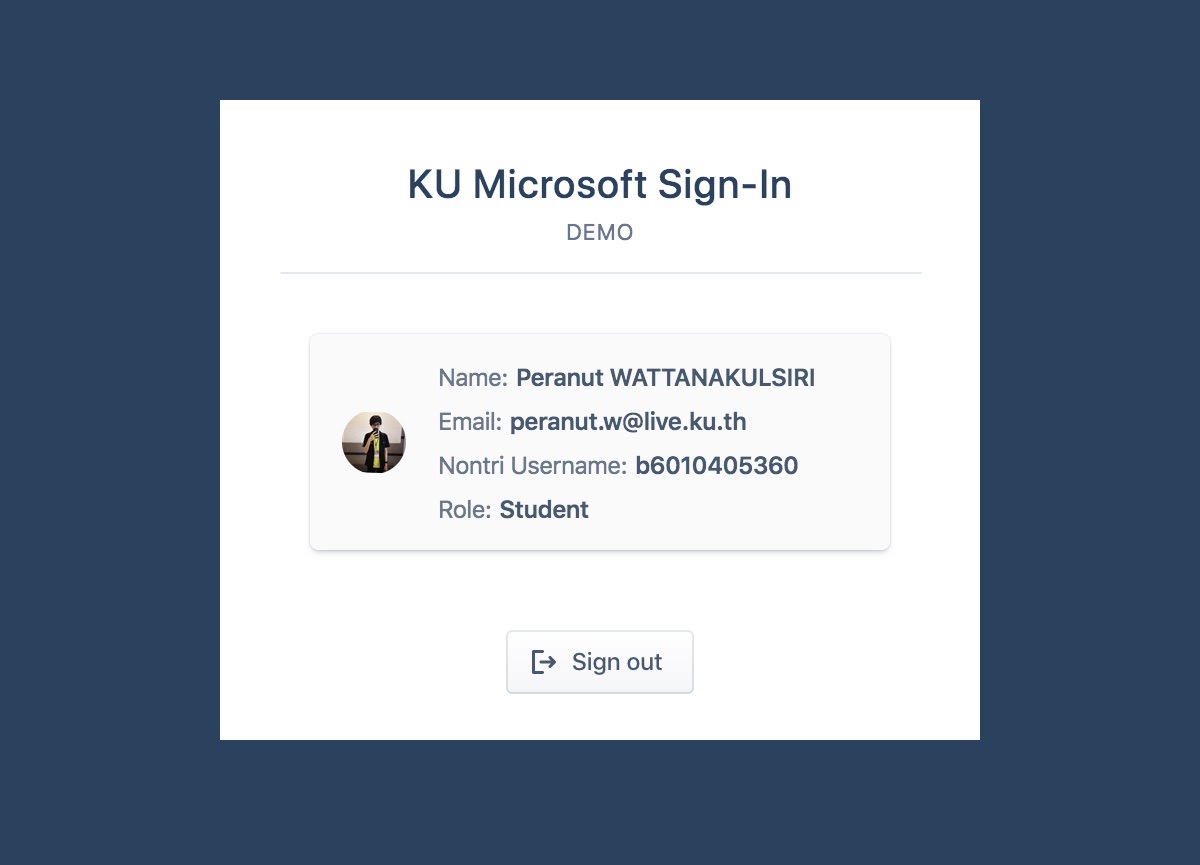 KU Microsoft Sign-In
DEMO
Name: Peranut WATTANAKULSIRI
Email: peranut.w@live.ku.th
Nontri Username: b6010405360
Role: Student
Sign out